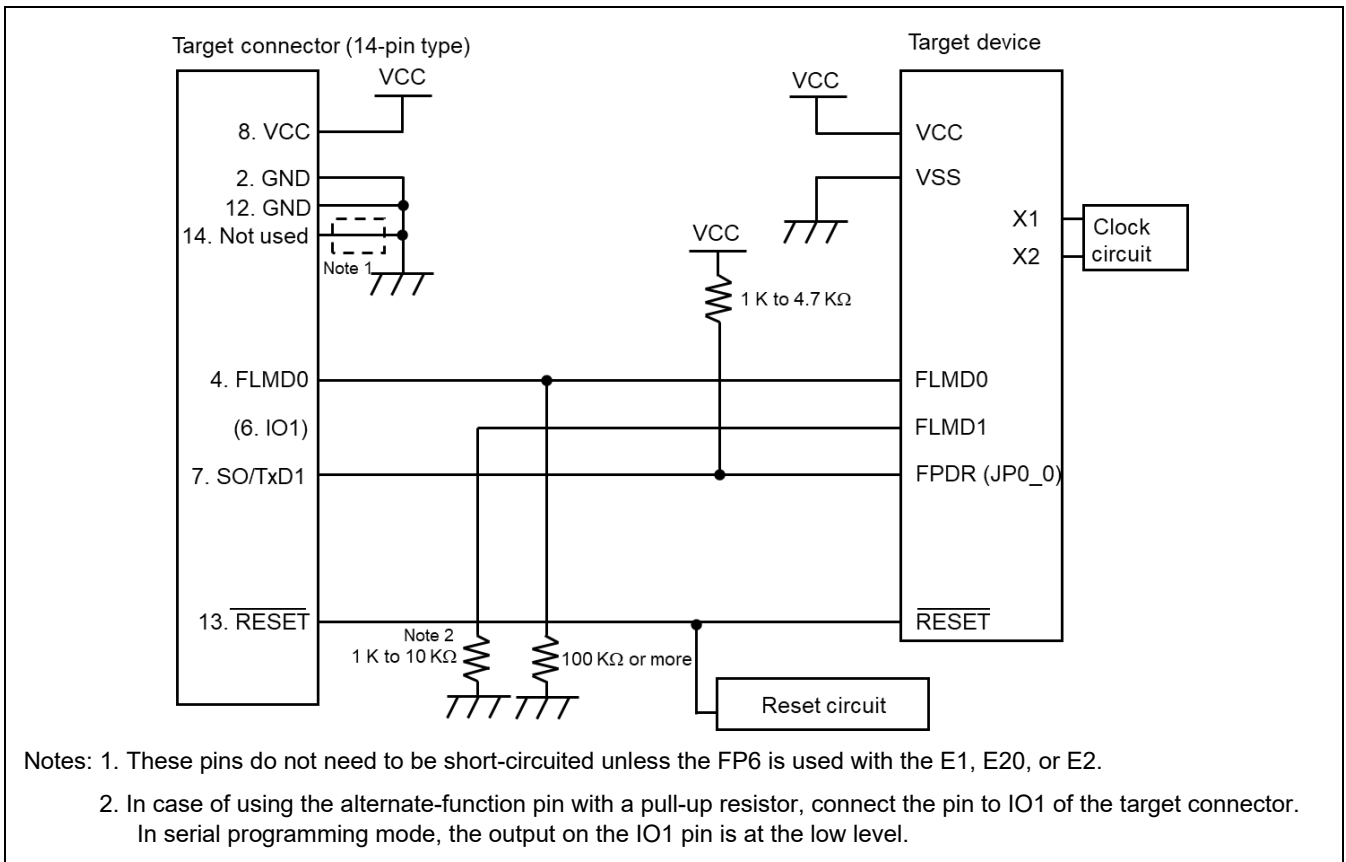 Target connector (14-pin type)
Target device
VCC
VCC
8. VCC
VCC
2. GND
VSS
12. GND
14. Not used
Note 1
X1
X2
Clock
circuit
VCC
1 K to 4.7 KΩ
4. FLMD0
FLMD0
(6. IO1)
FLMD1
7. SO/TxD1
FPDR (JP0_0)
13. RESET
RESET
Note 2
1 K to 10 KΩ
100 KΩ or more
Reset circuit
Notes: 1. These pins do not need to be short-circuited unless the FP6 is used with the E1, E20, or E2.
2. In case of using the alternate-function pin with a pull-up resistor, connect the pin to IO1 of the target connector.
In serial programming mode, the output on the IO1 pin is at the low level.